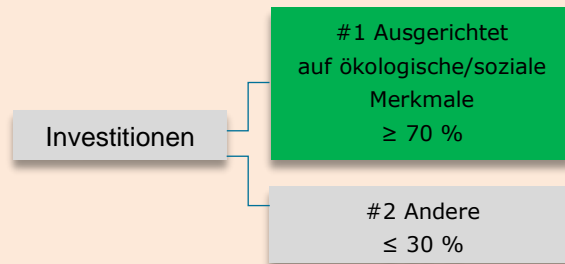 #1 Ausgerichtet
auf ökologische/soziale
Merkmale
≥ 70 %
Investitionen
#2 Andere
≤ 30 %